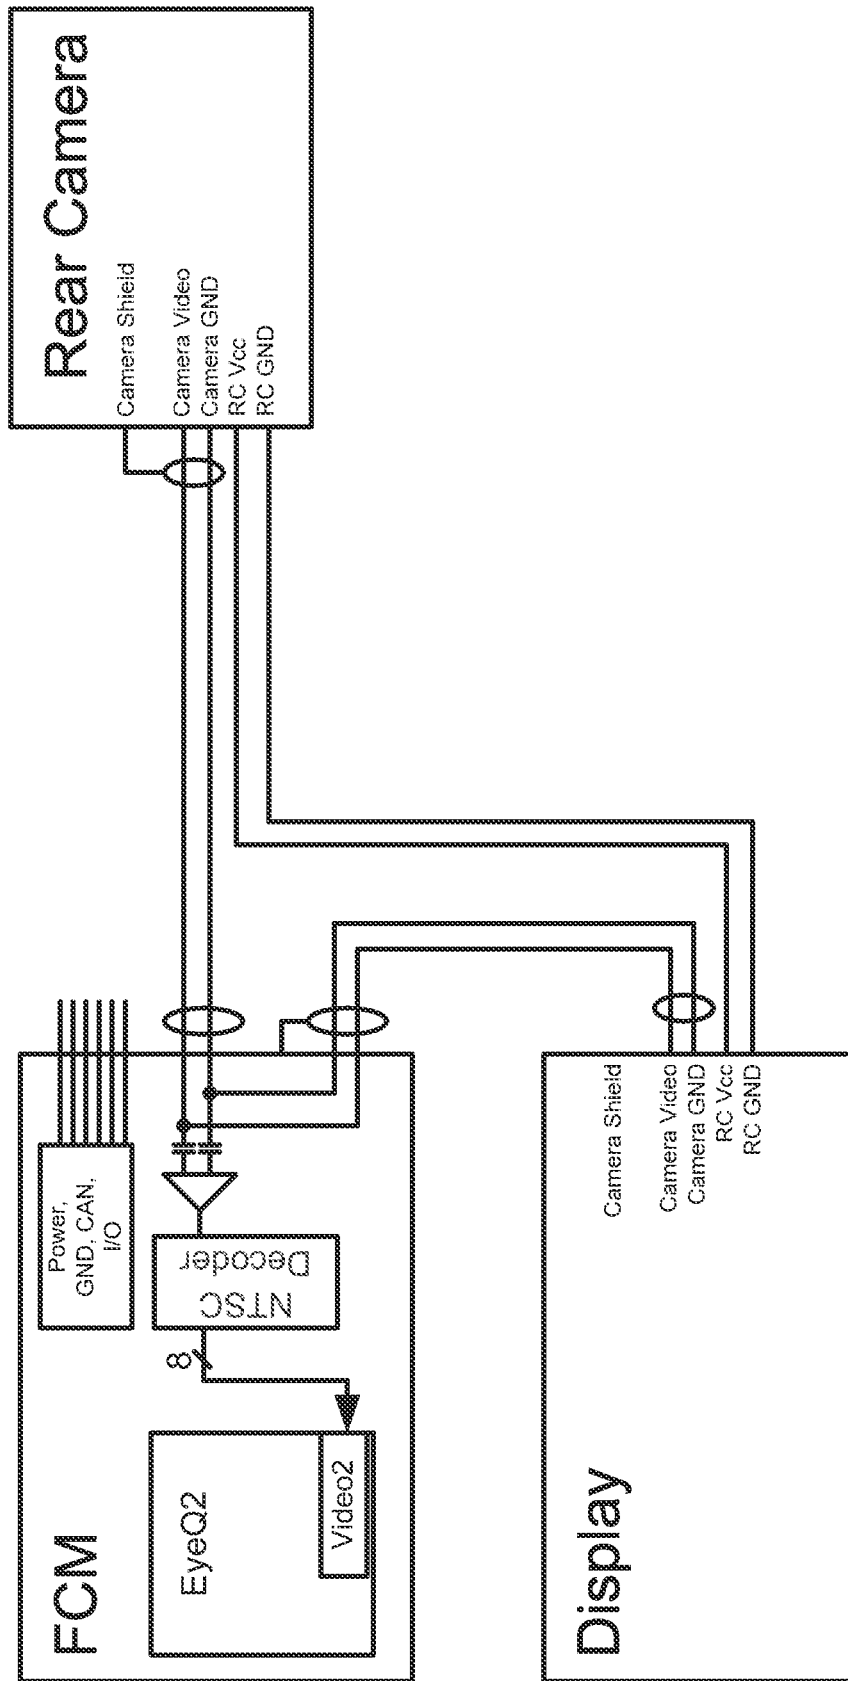 FCM
EyeQ2
Video2
8
NTSC
Decoder
Power,
GND, CAN,
I/O
Rear Camera
Camera Shield
Camera Video
Camera GND
RC Vcc
RC GND
Display
Camera Shield
Camera Video
Camera GND
RC Vcc
RC GND